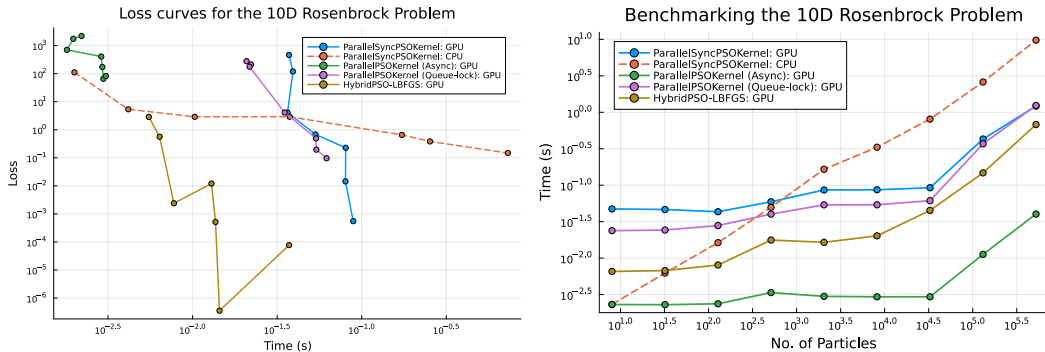 Loss curves for the 10D Rosenbrock Problem
ParallelSyncPSOKernel: GPU
ParallelSyncPSOKernel: CPU
ParallelPSOKernel (Async): GPU
ParallelPSOKernel (Queue-lock): GPU
HybridPSO-LBFGS: GPU
Loss
10^3
10^2
10^1
10^0
10^-1
10^-2
10^-3
10^-4
10^-5
10^-6
10^-2.5 10^-2.0 10^-1.5 10^-1.0 10^-0.5
Time (s)
Benchmarking the 10D Rosenbrock Problem
ParallelSyncPSOKernel: GPU
ParallelSyncPSOKernel: CPU
ParallelPSOKernel (Async): GPU
ParallelPSOKernel (Queue-lock): GPU
HybridPSO-LBFGS: GPU
Time (s)
10^1.0
10^0.5
10^0.0
10^-0.5
10^-1.0
10^-1.5
10^-2.0
10^-2.5
10^1.0 10^1.5 10^2.0 10^2.5 10^3.0 10^3.5 10^4.0 10^4.5 10^5.0 10^5.5
No. of Particles